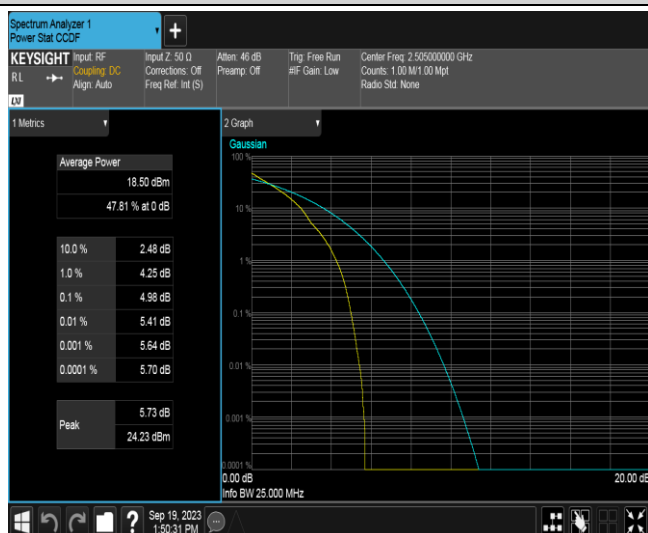 Spectrum Analyzer 1
Power Stat CCDF
+
KEYSIGHT
RL
LXI
Input: RF
Coupling: DC
Align: Auto
Input Z: 50 Ω
Corrections: Off
Freq Ref: Int (S)
Atten: 46 dB
Preamp: Off
Trig: Free Run
#IF Gain: Low
Center Freq: 2.505000000 GHz
Counts: 1.00 M/1.00 Mpt
Radio Std: None
1 Metrics
Average Power
18.50 dBm
47.81 % at 0 dB
10.0 % 2.48 dB
1.0 % 4.25 dB
0.1 % 4.98 dB
0.01 % 5.41 dB
0.001 % 5.64 dB
0.0001 % 5.70 dB
Peak
5.73 dB
24.23 dBm
2 Graph
Gaussian
100 %
10 %
1 %
0.1 %
0.01 %
0.001 %
0.0001 %
0.00 dB 20.00 dB
Info BW 25.000 MHz
?
Sep 19, 2023
1:50:31 PM